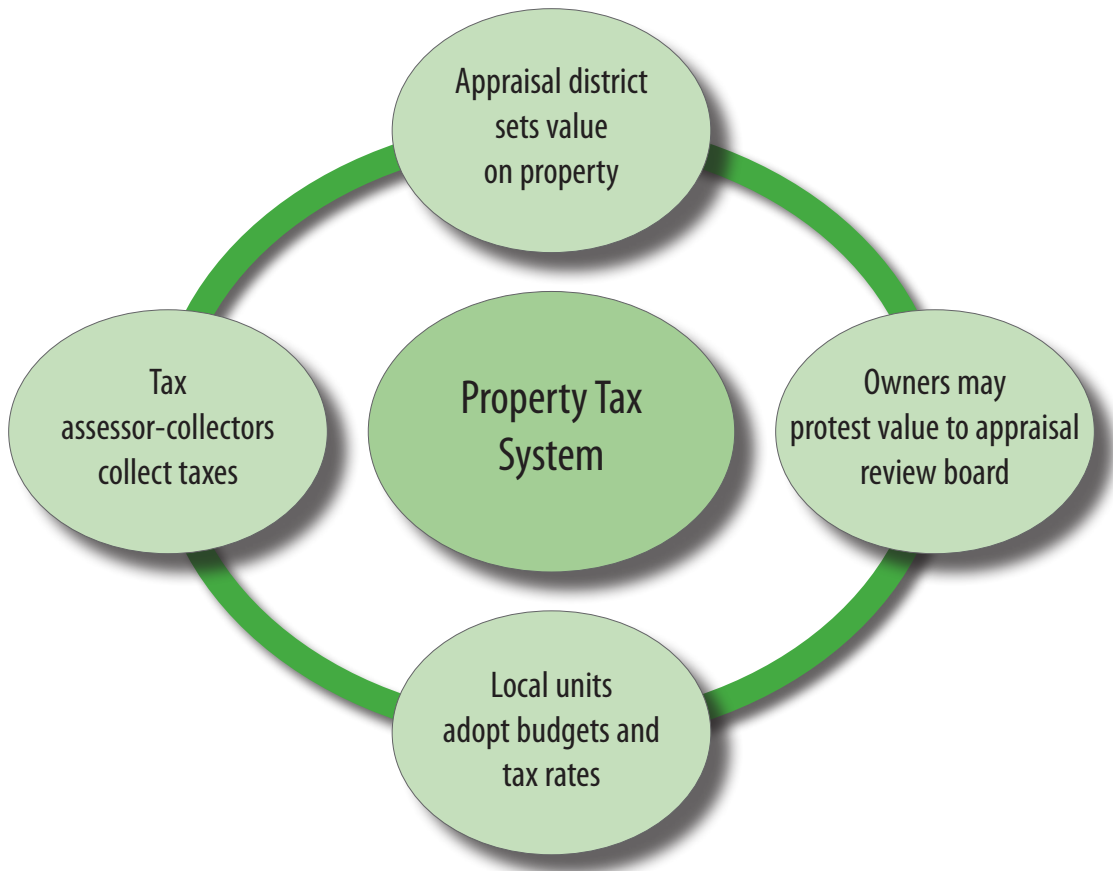 Appraisal district
sets value
on property
Tax
assessor-collectors
collect taxes
Property Tax
System
Owners may
protest value to appraisal
review board
Local units
adopt budgets and
tax rates